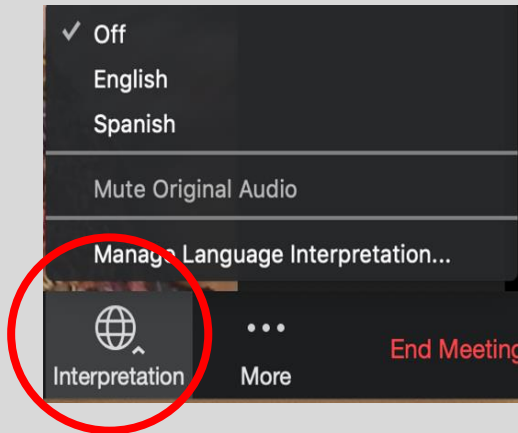 Off
English
Spanish
Mute Original Audio
Manage Language Interpretation...
Interpretation
More
End Meeting